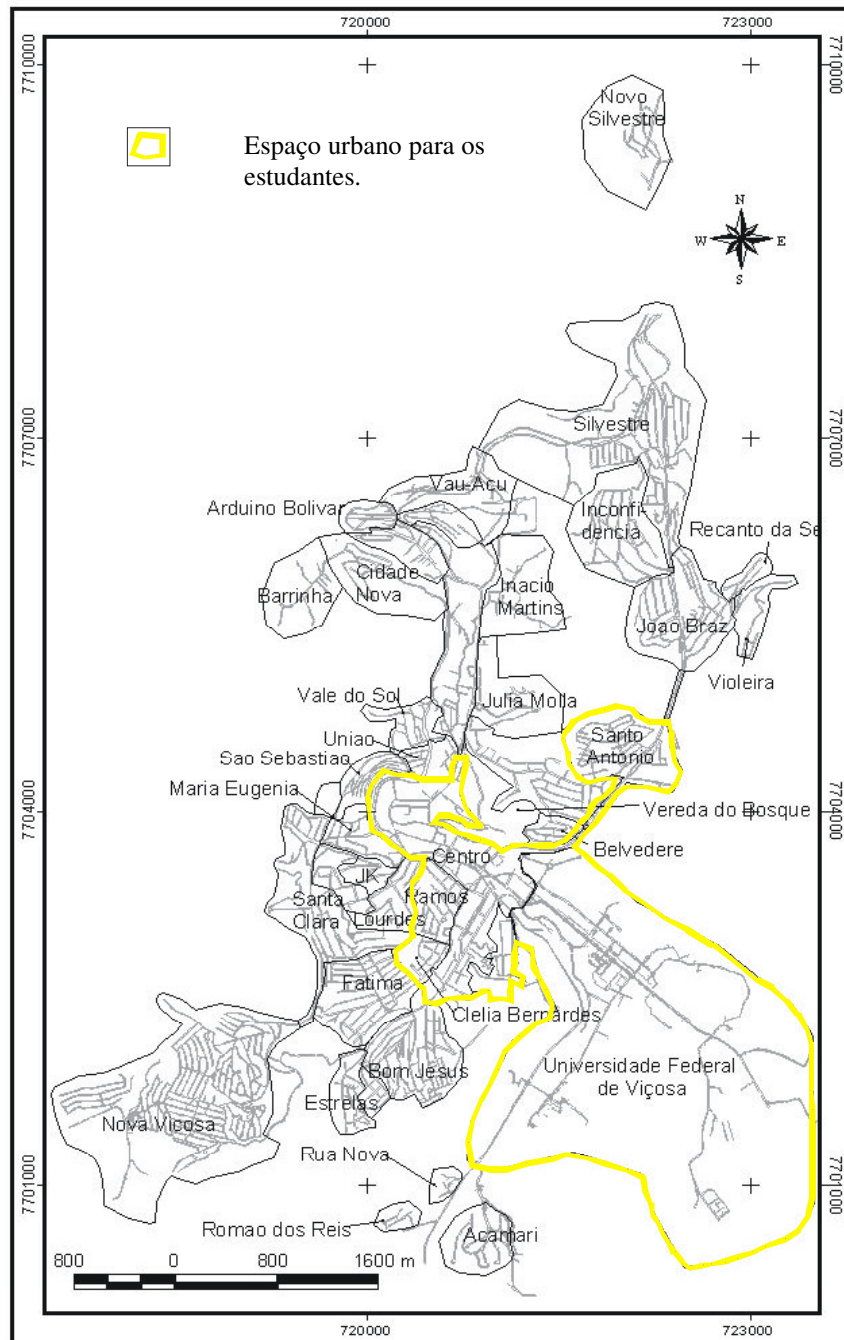 720000
723000
7710000
7710000
Novo
Silvestre
Espaço urbano para os
estudantes.
N
W
E
S
Silvestre
7707000
7707000
Vau-Acu
Arduino Bolivar
Inconfi-
dencia
Recanto da Se
Cidade
Nova
Barrinha
Inacio
Martins
Joao Braz
Violeira
Vale do Sol
Julia Molla
Uniao
Santo
Antonio
Sao Sebastiao
Maria Eugenia
7704000
7704000
Vereda do Bosque
Belvedere
Centro
JK
Ramos
Santa
Clara
Lourdes
Fatima
Clelia Bernardes
Bom Jesus
Universidade Federal
de Viçosa
Estrelas
Nova Vicosa
Rua Nova
7701000
7701000
Romao dos Reis
Acamari
800
0
800
1600 m
720000
723000